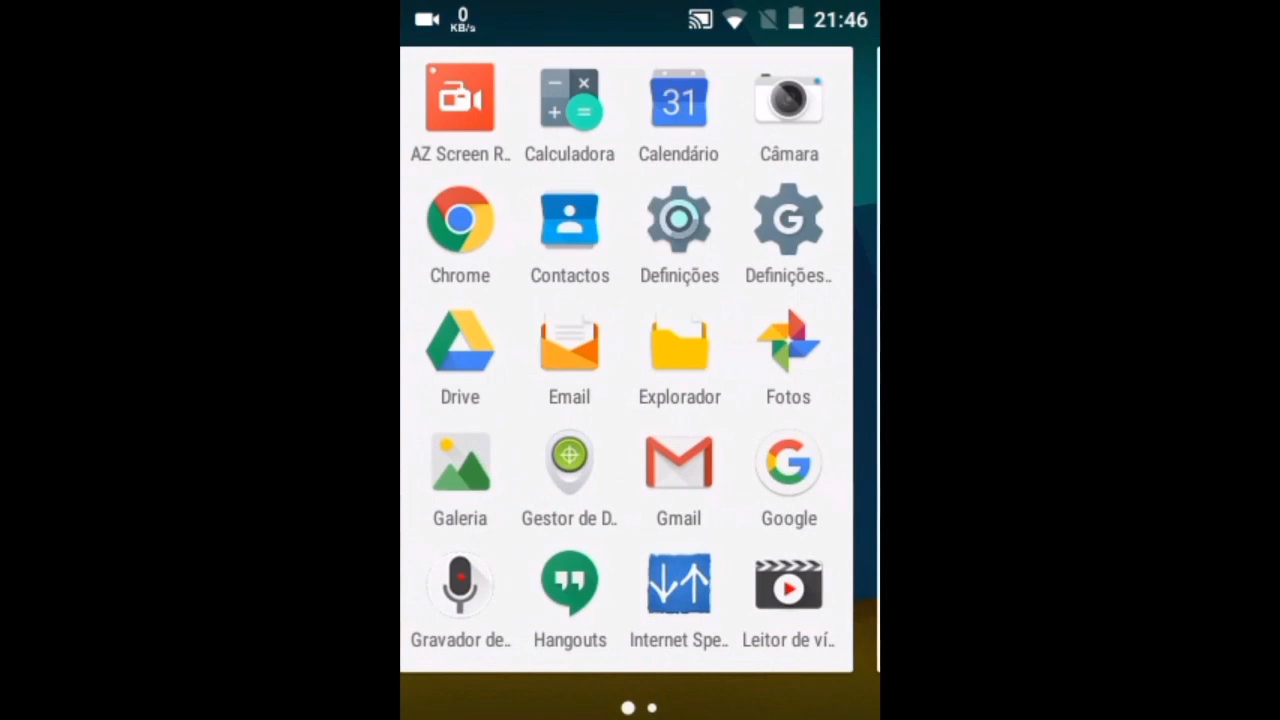 0
KB/s
21:46
31
AZ Screen R..
Calculadora
Calendário
Câmara
G
Chrome
Contactos
Definições
Definições..
Drive
Email
Explorador
Fotos
Galeria
Gestor de D..
Gmail
Google
Gravador de..
Hangouts
Internet Spe..
Leitor de ví..